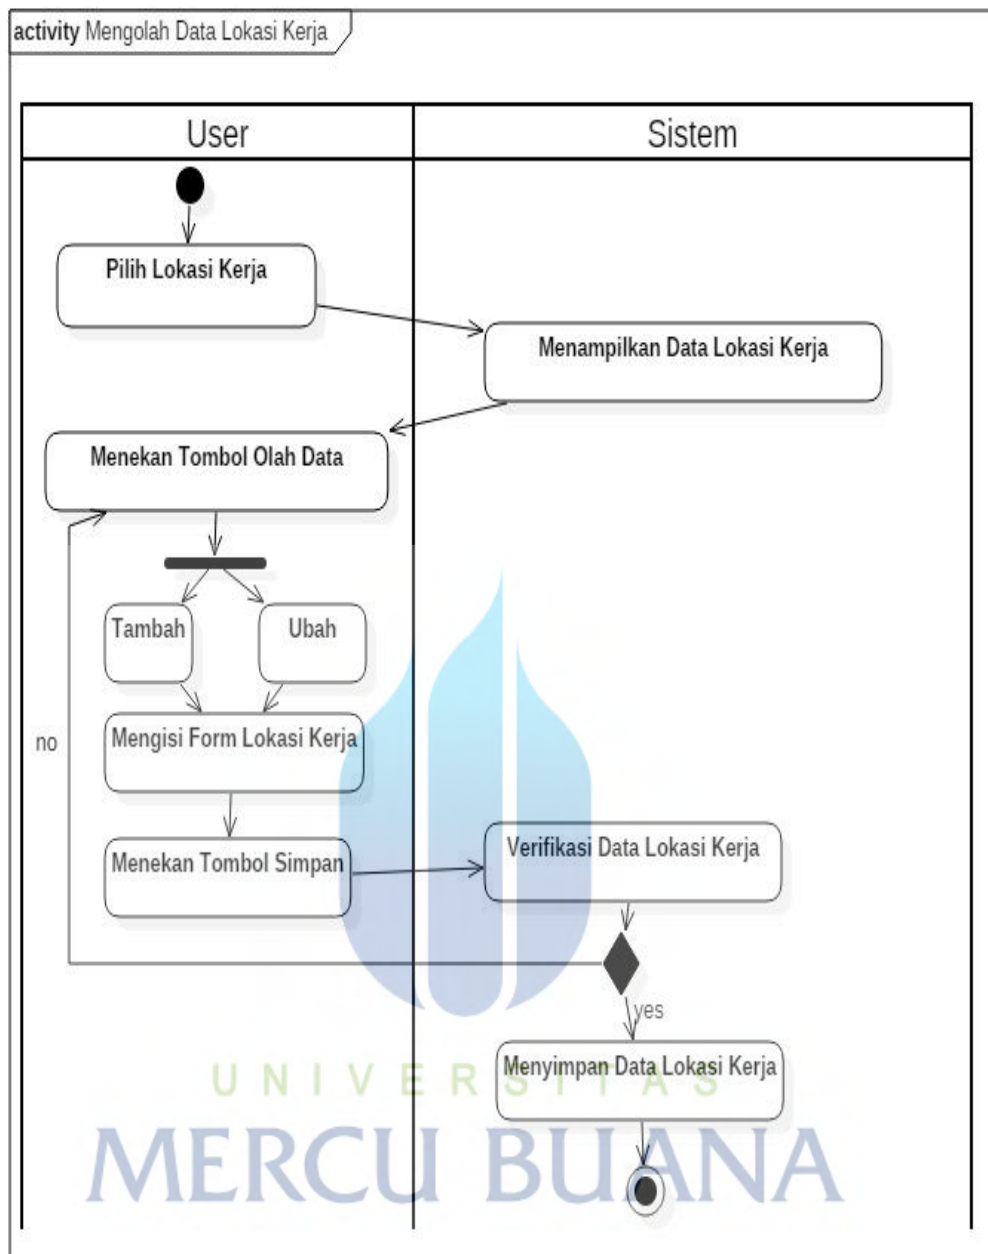 activity Mengolah Data Lokasi Kerja
User
Sistem
Pilih Lokasi Kerja
Menampilkan Data Lokasi Kerja
Menekan Tombol Olah Data
Tambah
Ubah
Mengisi Form Lokasi Kerja
no
Menekan Tombol Simpan
Verifikasi Data Lokasi Kerja
yes
Menyimpan Data Lokasi Kerja
UNIVERSITAS
MERCU BUANA